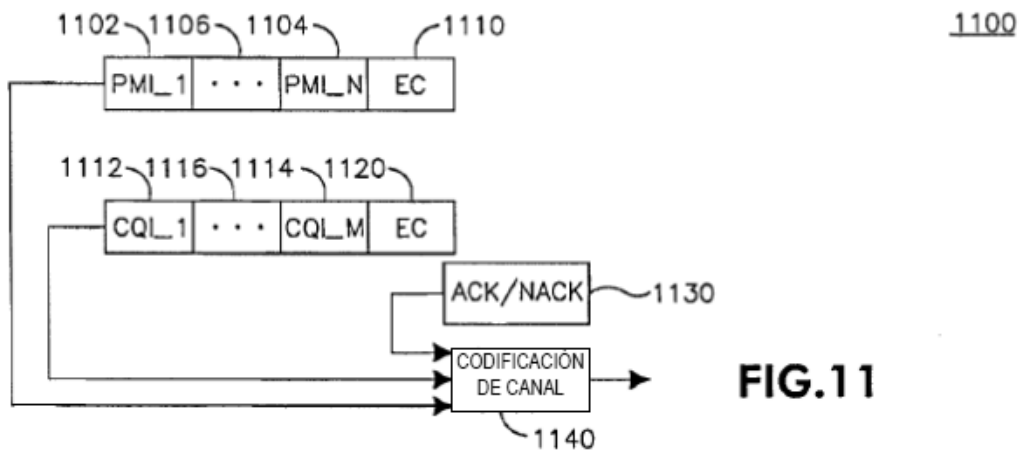 1102 1106 1104 1110 1100
PMI_1 · · · PMI_N EC
1112 1116 1114 1120
CQI_1 · · · CQI_M EC
ACK/NACK 1130
CODIFICACIÓN
DE CANAL
FIG.11
1140